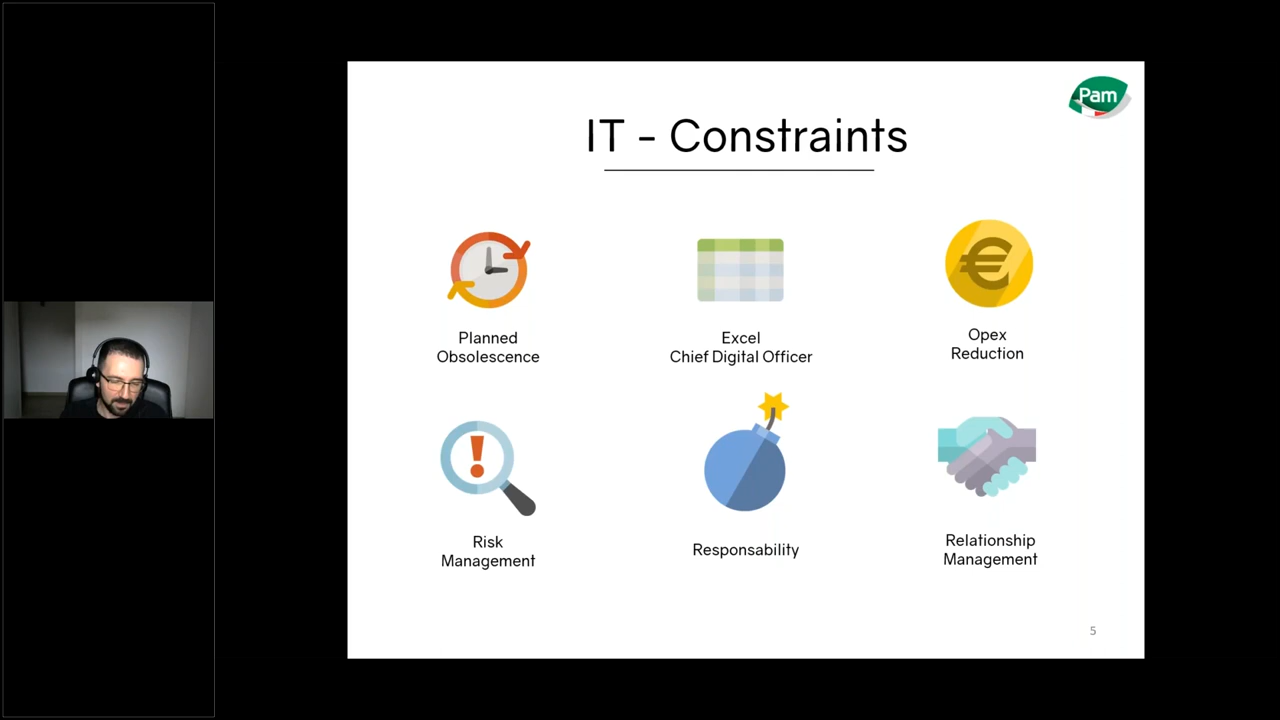 Pam
IT - Constraints
Planned
Obsolescence
Excel
Chief Digital Officer
Opex
Reduction
Risk
Management
Responsability
Relationship
Management
5